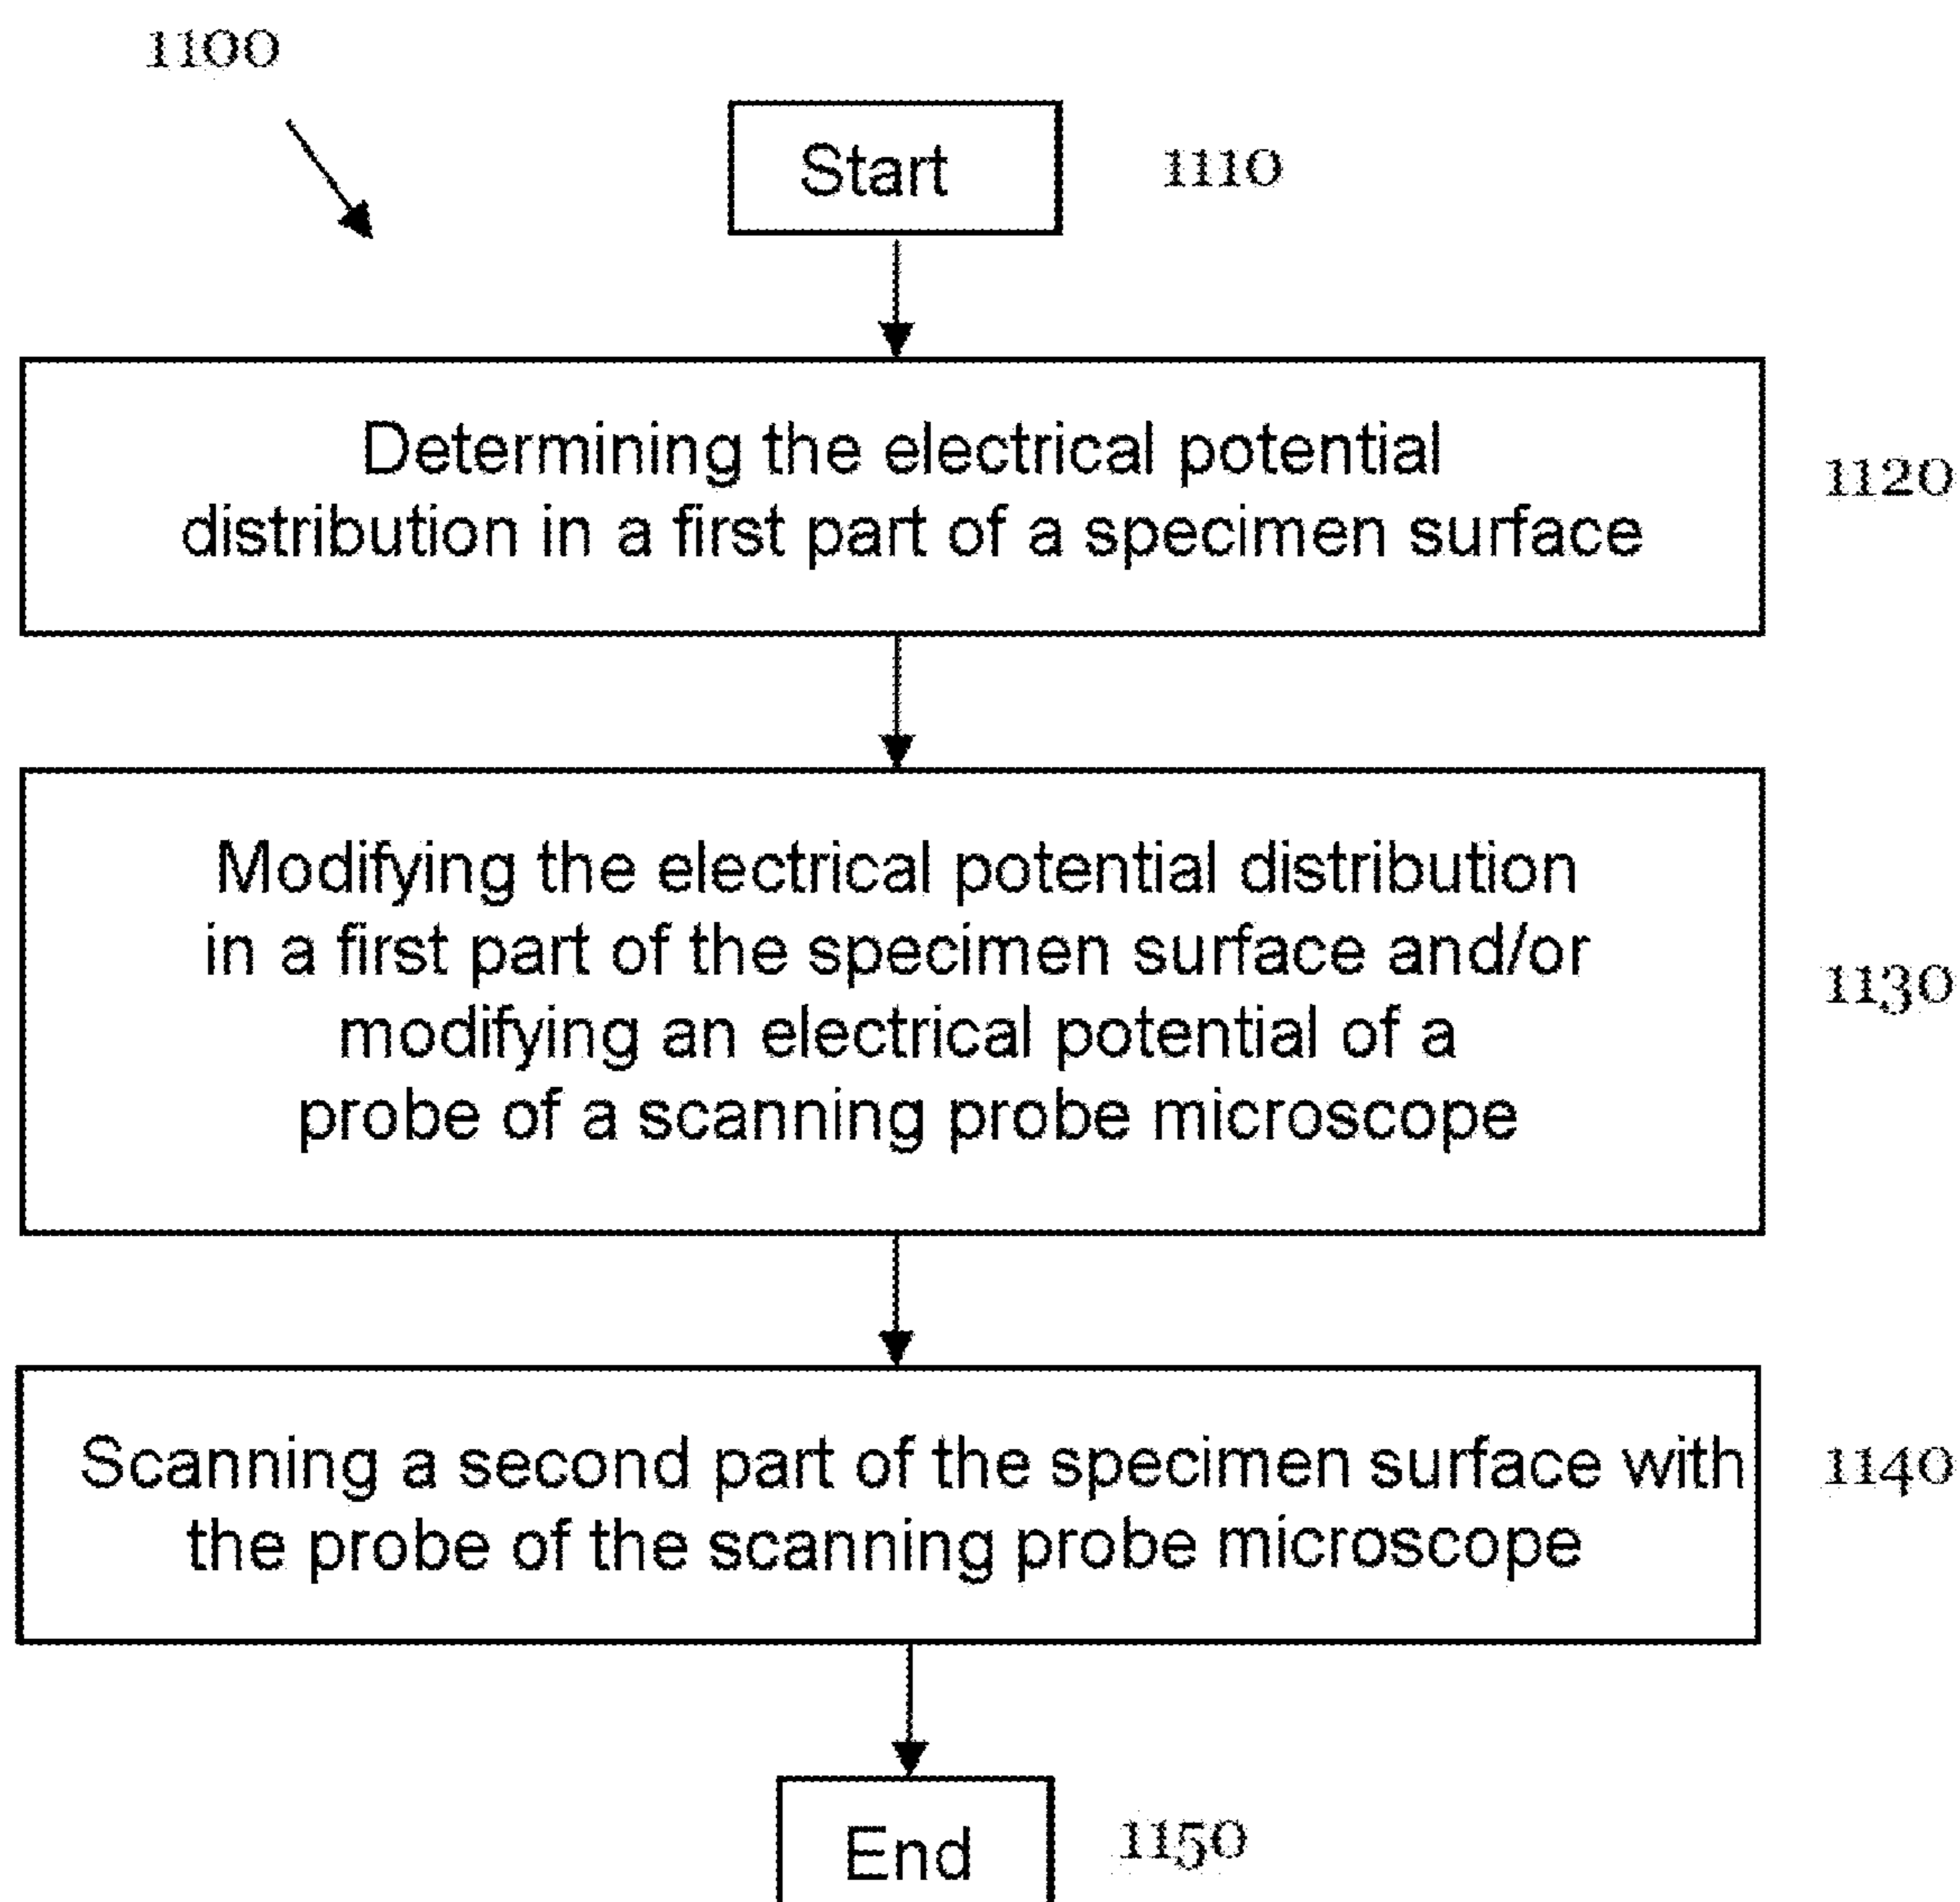 1100
Start
1110
Determining the electrical potential
distribution in a first part of a specimen surface
1120
Modifying the electrical potential distribution
in a first part of the specimen surface and/or
modifying an electrical potential of a
probe of a scanning probe microscope
1130
Scanning a second part of the specimen surface with
the probe of the scanning probe microscope
1140
End
1150